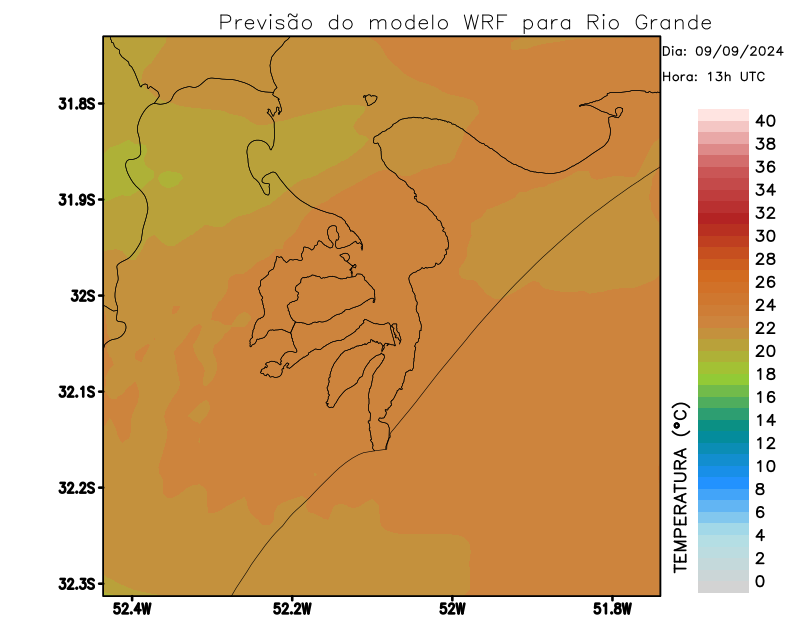 Previsão do modelo WRF para Rio Grande
Dia: 09/09/2024
Hora: 13h UTC
31.8S
31.9S
32S
32.1S
32.2S
32.3S
52.4W
52.2W
52W
51.8W
TEMPERATURA (°C)
40
38
36
34
32
30
28
26
24
22
20
18
16
14
12
10
8
6
4
2
0